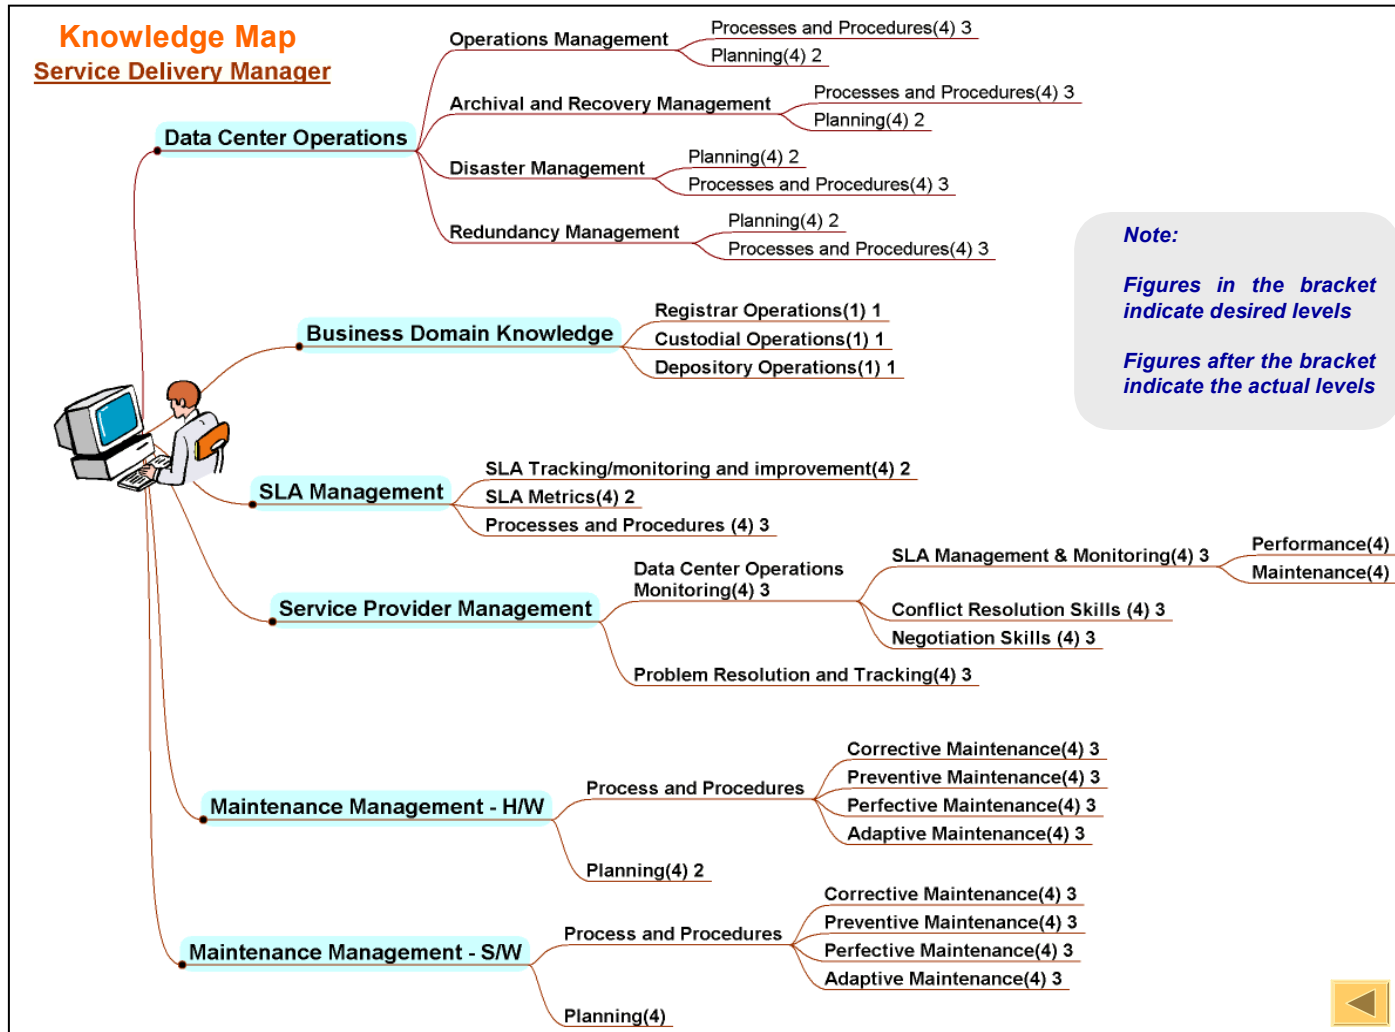 Knowledge Map
Service Delivery Manager
Data Center Operations
Operations Management
Processes and Procedures(4) 3
Planning(4) 2
Archival and Recovery Management
Processes and Procedures(4) 3
Planning(4) 2
Disaster Management
Planning(4) 2
Processes and Procedures(4) 3
Redundancy Management
Planning(4) 2
Processes and Procedures(4) 3
Note:
Figures in the bracket
indicate desired levels
Figures after the bracket
indicate the actual levels
Business Domain Knowledge
Registrar Operations(1) 1
Custodial Operations(1) 1
Depository Operations(1) 1
SLA Management
SLA Tracking/monitoring and improvement(4) 2
SLA Metrics(4) 2
Processes and Procedures (4) 3
Service Provider Management
Data Center Operations
Monitoring(4) 3
SLA Management & Monitoring(4) 3
Performance(4)
Maintenance(4)
Conflict Resolution Skills (4) 3
Negotiation Skills (4) 3
Problem Resolution and Tracking(4) 3
Maintenance Management - H/W
Process and Procedures
Corrective Maintenance(4) 3
Preventive Maintenance(4) 3
Perfective Maintenance(4) 3
Adaptive Maintenance(4) 3
Planning(4) 2
Maintenance Management - S/W
Process and Procedures
Corrective Maintenance(4) 3
Preventive Maintenance(4) 3
Perfective Maintenance(4) 3
Adaptive Maintenance(4) 3
Planning(4)